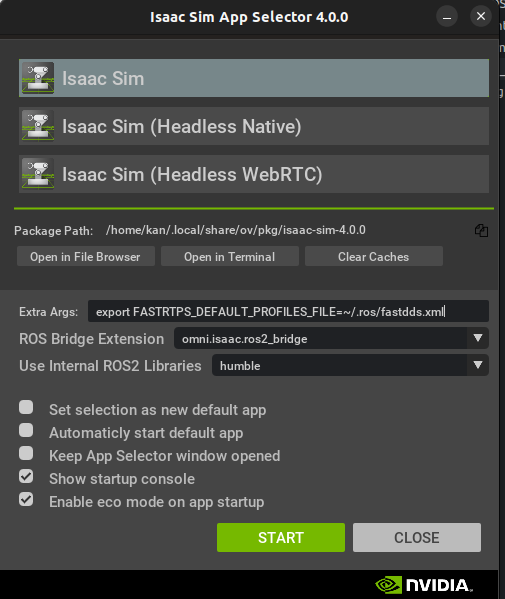 Isaac Sim App Selector 4.0.0
Isaac Sim
Isaac Sim (Headless Native)
Isaac Sim (Headless WebRTC)
Package Path: /home/kan/.local/share/ov/pkg/isaac-sim-4.0.0
Open in File Browser Open in Terminal Clear Caches
Extra Args: export FASTRTPS_DEFAULT_PROFILES_FILE=~/.ros/fastdds.xml
ROS Bridge Extension omni.isaac.ros2_bridge
Use Internal ROS2 Libraries humble
Set selection as new default app
Automaticly start default app
Keep App Selector window opened
Show startup console
Enable eco mode on app startup
START CLOSE
NVIDIA.